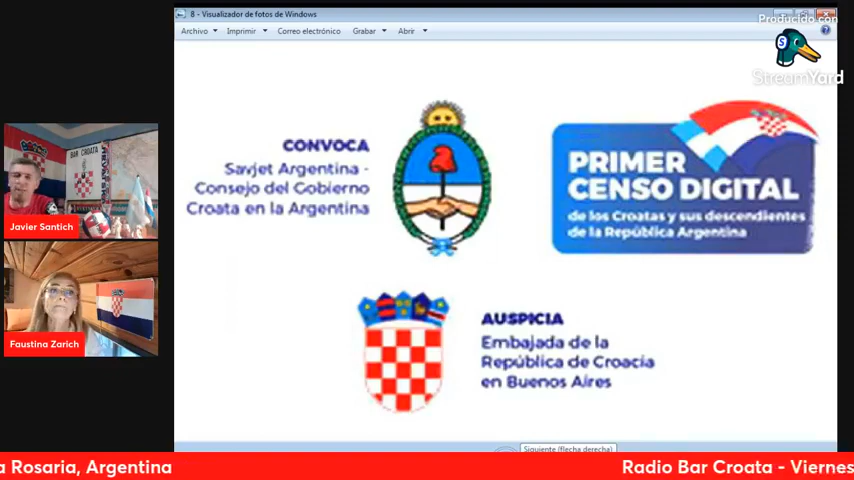 8 - Visualizador de fotos de Windows
Archivo Imprimir Correo electrónico Grabar Abrir
Producido con
StreamYard
CONVOCA
Savjet Argentina -
Consejo del Gobierno
Croata en la Argentina
PRIMER
CENSO DIGITAL
de los Croatas y sus descendientes
de la República Argentina
AUSPICIA
Embajada de la
República de Croacia
en Buenos Aires
BAR CROATA
Javier Santich
Faustina Zarich
Siguiente (flecha derecha)
a Rosaria, Argentina
Radio Bar Croata - Viernes